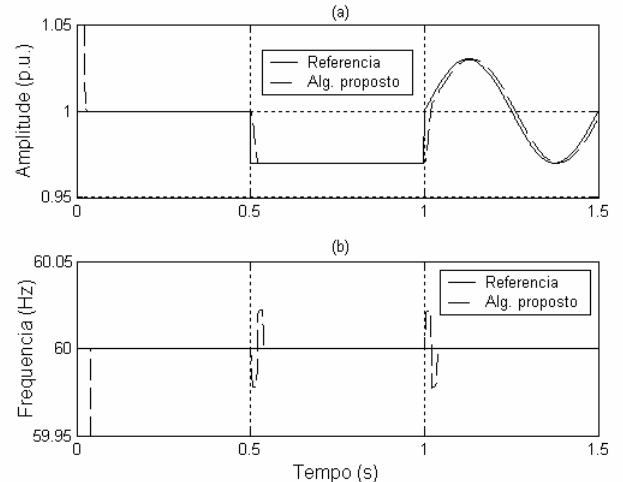 (a)
1.05
1
0.95
Amplitude (p.u.)
Referencia
Alg. proposto
0
0.5
1
1.5
(b)
60.05
60
59.95
Frequencia (Hz)
Referencia
Alg. proposto
0
0.5
1
1.5
Tempo (s)